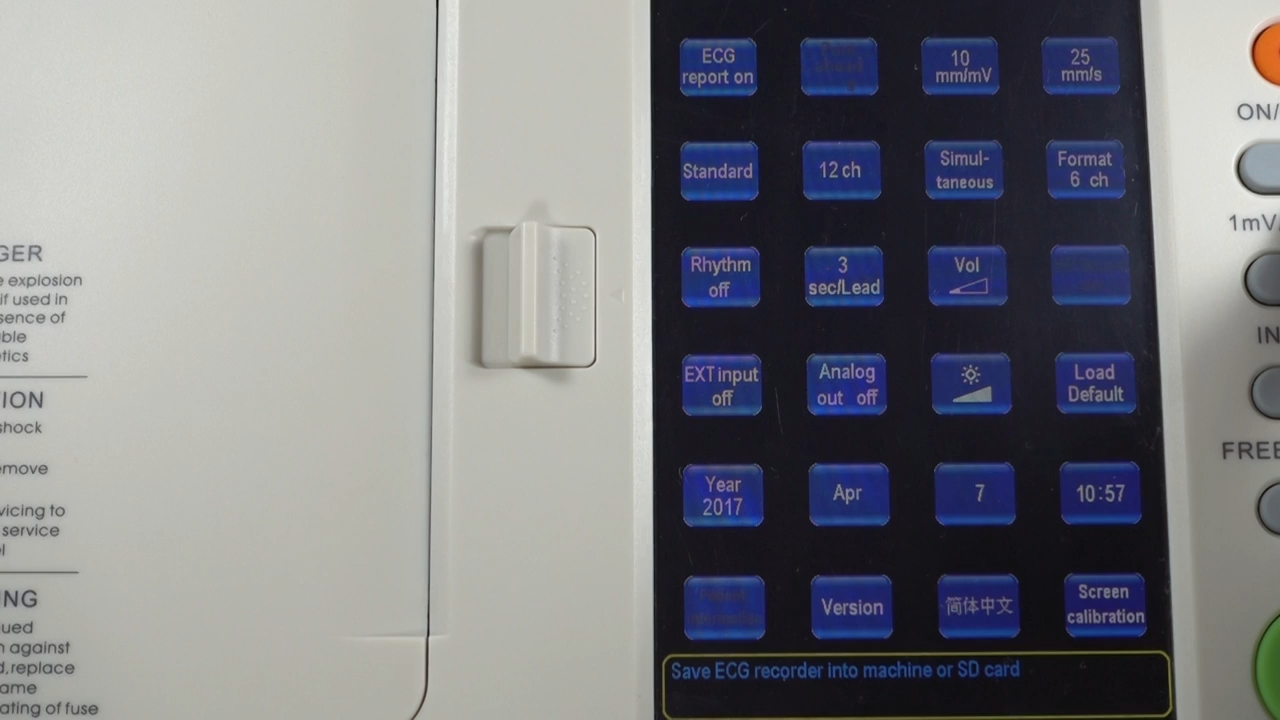 GER
e explosion
if used in
sence of
ble
etics
ION
shock
emove
vicing to
service
l
NG
ued
n against
d, replace
ame
ating of fuse
ECG
report on
10
mm/mV
25
mm/s
Standard
12 ch
Simul-
taneous
Format
6 ch
Rhythm
off
3
sec/Lead
Vol
EXT input
off
Analog
out off
Load
Default
Year
2017
Apr
7
10:57
Version
简体中文
Screen
calibration
Save ECG recorder into machine or SD card
ON/
1mV/
IN
FREE